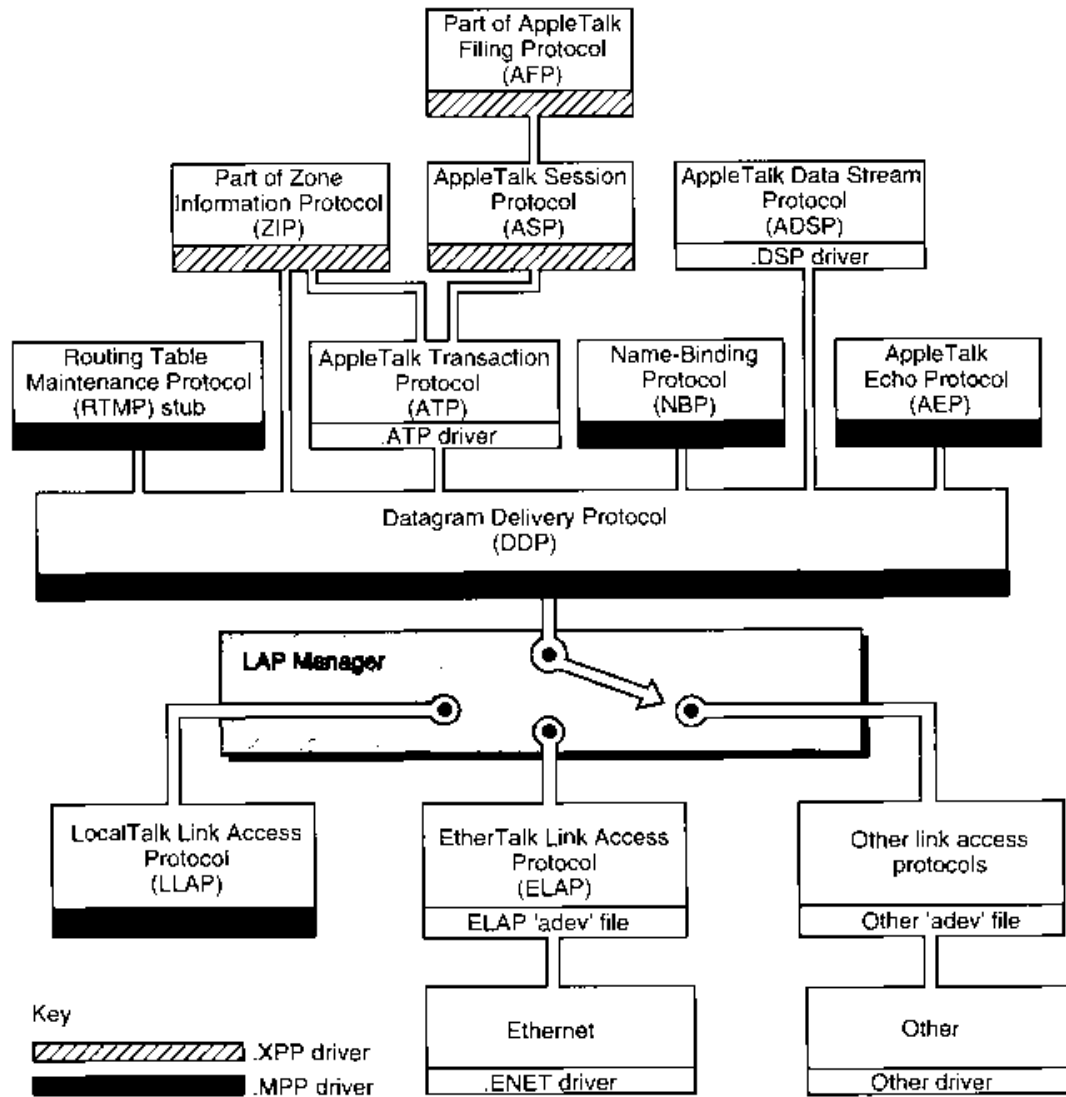 Part of AppleTalk
Filing Protocol
(AFP)
Part of Zone
Information Protocol
(ZIP)
AppleTalk Session
Protocol
(ASP)
AppleTalk Data Stream
Protocol
(ADSP)
.DSP driver
Routing Table
Maintenance Protocol
(RTMP) stub
AppleTalk Transaction
Protocol
(ATP)
.ATP driver
Name-Binding
Protocol
(NBP)
AppleTalk
Echo Protocol
(AEP)
Datagram Delivery Protocol
(DDP)
LAP Manager
LocalTalk Link Access
Protocol
(LLAP)
EtherTalk Link Access
Protocol
(ELAP)
ELAP 'adev' file
Other link access
protocols
Other 'adev' file
Ethernet
.ENET driver
Other
Other driver
Key
.XPP driver
.MPP driver